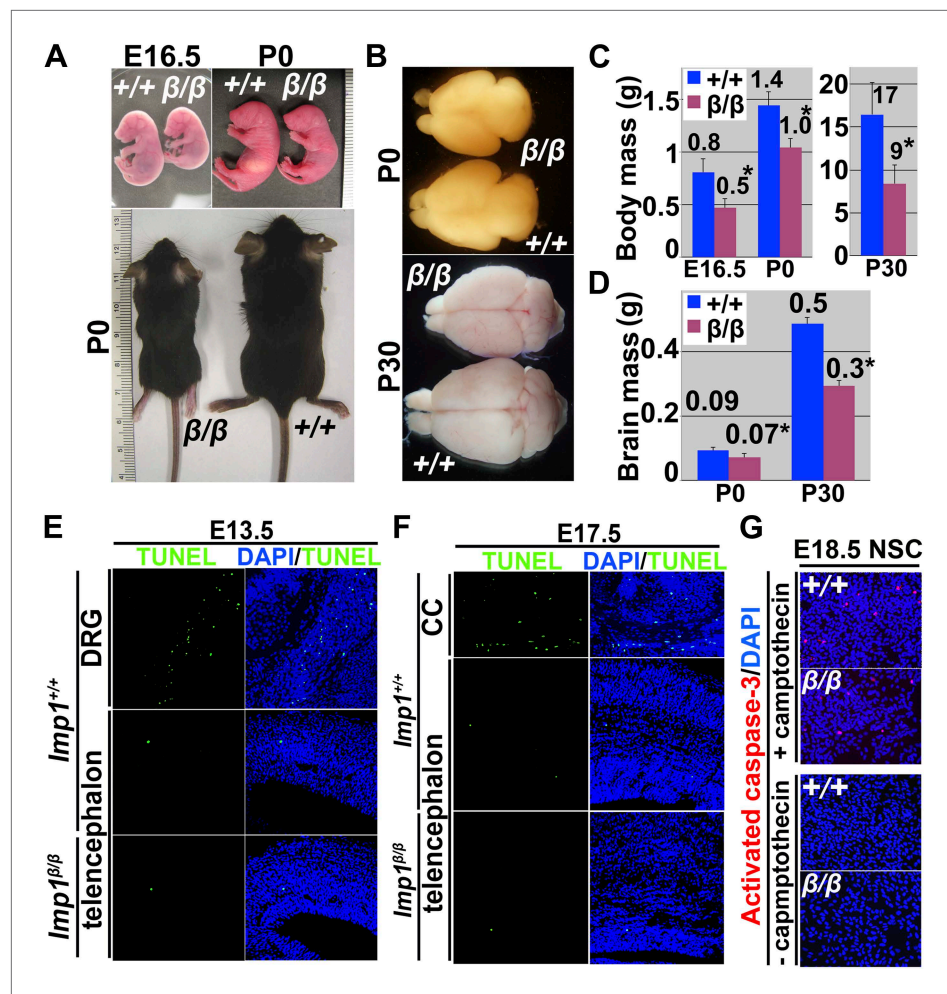 A
E16.5
P0
+/+ β/β
+/+ β/β
P0
β/β
+/+
B
P0
β/β
+/+
P30
β/β
+/+
C
Body mass (g)
+/+
β/β
1.5
1
0.5
0
0.8
0.5*
1.4
1.0*
E16.5
P0
20
15
10
5
0
17
9*
P30
D
Brain mass (g)
+/+
β/β
0.4
0.2
0
0.09
0.07*
0.5
0.3*
P0
P30
E
E13.5
TUNEL
DAPI/TUNEL
DRG
Imp1+/+
telencephalon
Imp1β/β
F
E17.5
TUNEL
DAPI/TUNEL
CC
Imp1+/+
telencephalon
Imp1β/β
G
E18.5 NSC
Activated caspase-3/DAPI
+ camptothecin
+/+
β/β
- capmptothecin
+/+
β/β